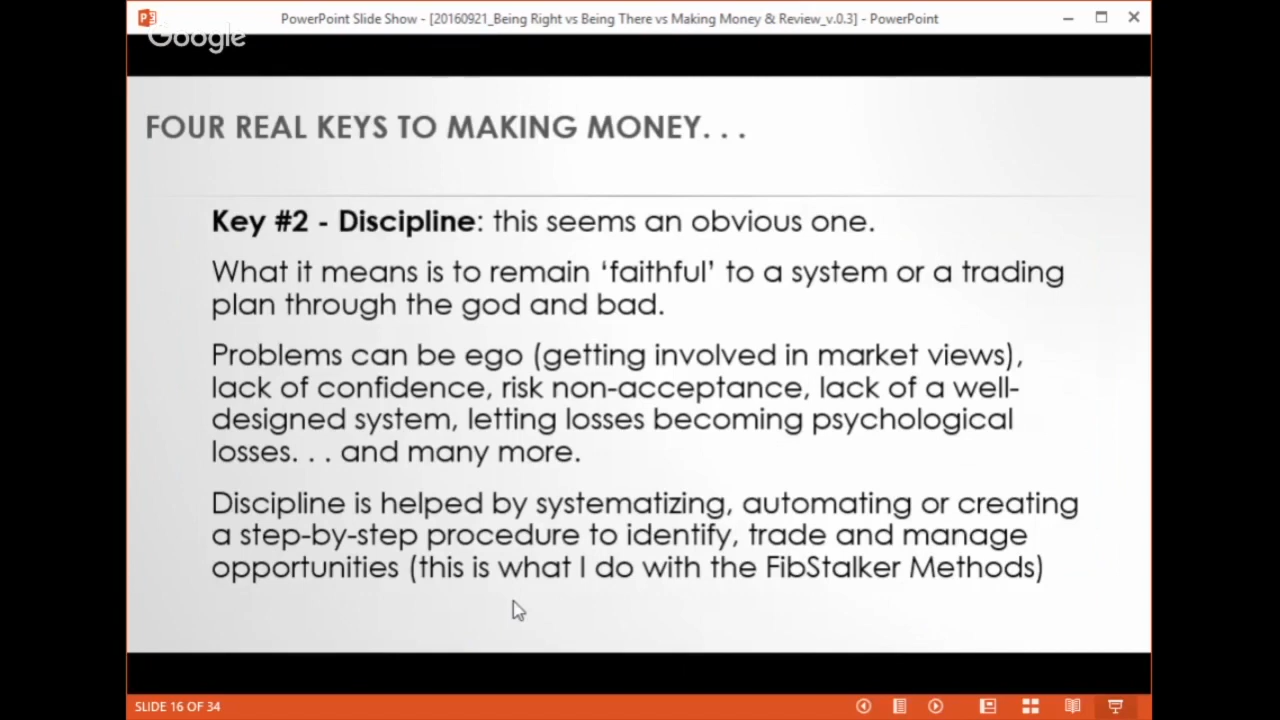 PowerPoint Slide Show - [20160921_Being Right vs Being There vs Making Money & Review_v.0.3] - PowerPoint
Google
FOUR REAL KEYS TO MAKING MONEY. . .
Key #2 - Discipline: this seems an obvious one.
What it means is to remain ‘faithful’ to a system or a trading
plan through the god and bad.
Problems can be ego (getting involved in market views),
lack of confidence, risk non-acceptance, lack of a well-
designed system, letting losses becoming psychological
losses. . . and many more.
Discipline is helped by systematizing, automating or creating
a step-by-step procedure to identify, trade and manage
opportunities (this is what I do with the FibStalker Methods)
SLIDE 16 OF 34